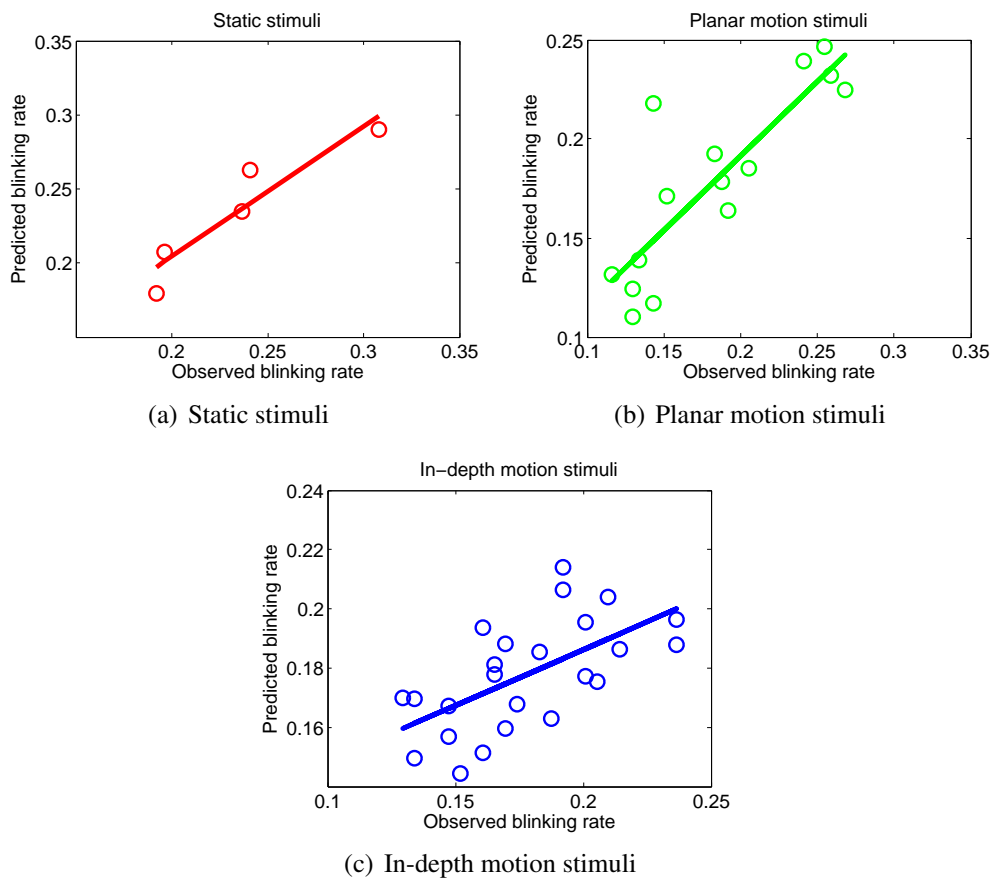 Static stimuli
0.35
0.3
0.25
0.2
Predicted blinking rate
0.2 0.25 0.3 0.35
Observed blinking rate
(a) Static stimuli
Planar motion stimuli
0.25
0.2
0.15
0.1
Predicted blinking rate
0.1 0.15 0.2 0.25 0.3 0.35
Observed blinking rate
(b) Planar motion stimuli
In−depth motion stimuli
0.24
0.22
0.2
0.18
0.16
Predicted blinking rate
0.1 0.15 0.2 0.25
Observed blinking rate
(c) In-depth motion stimuli